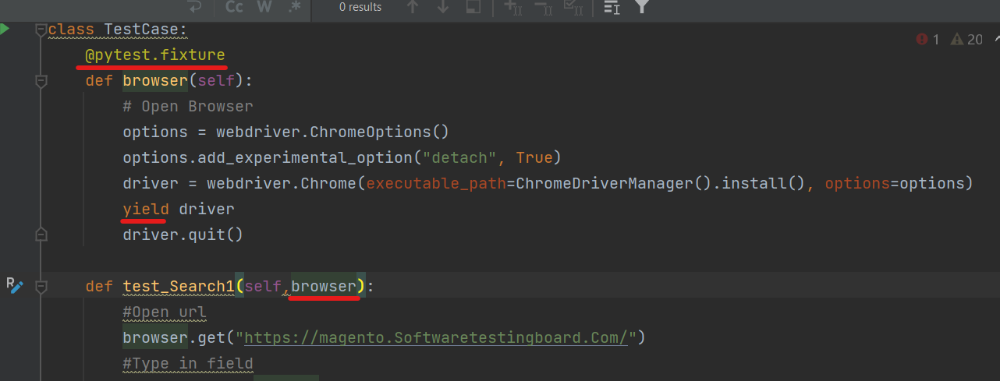 Cc W .* 0 results
class TestCase:
1 20
@pytest.fixture
def browser(self):
# Open Browser
options = webdriver.ChromeOptions()
options.add_experimental_option("detach", True)
driver = webdriver.Chrome(executable_path=ChromeDriverManager().install(), options=options)
yield driver
driver.quit()
def test_Search1(self,browser):
#Open url
browser.get("https://magento.Softwaretestingboard.Com/")
#Type in field